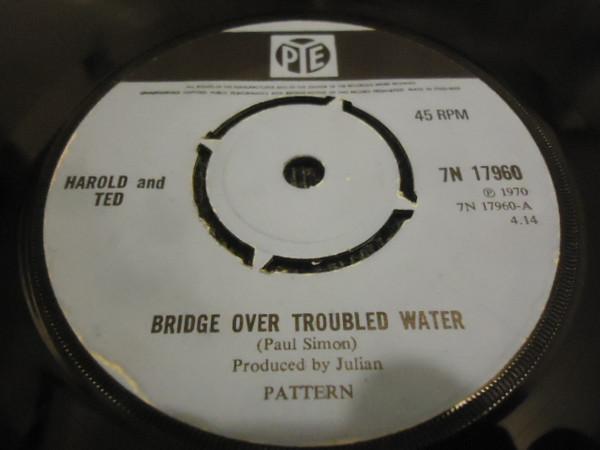 PYE
45 RPM
HAROLD and
TED
7N 17960
Ⓟ 1970
7N 17960-A
4.14
BRIDGE OVER TROUBLED WATER
(Paul Simon)
Produced by Julian
PATTERN